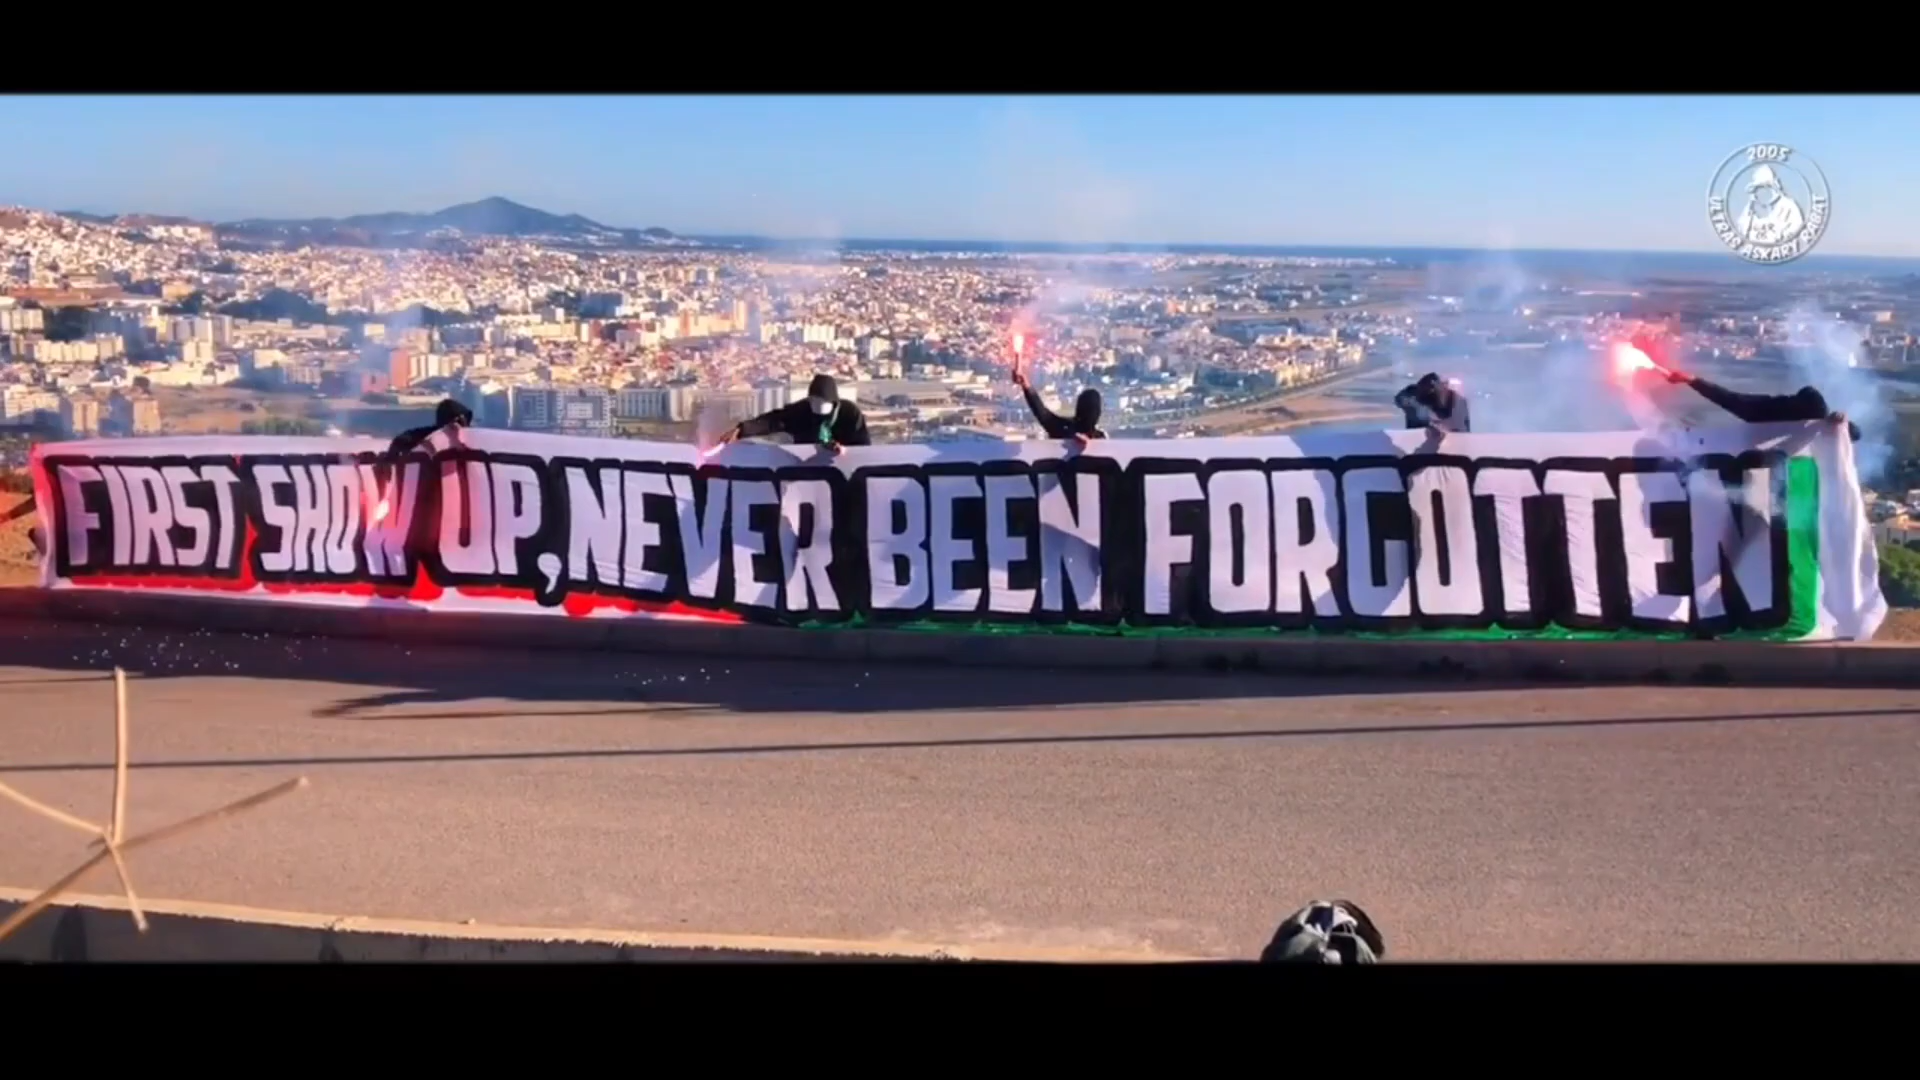 2005
ULTRAS ASKARY RABAT
FIRST SHOW UP, NEVER BEEN FORGOTTEN